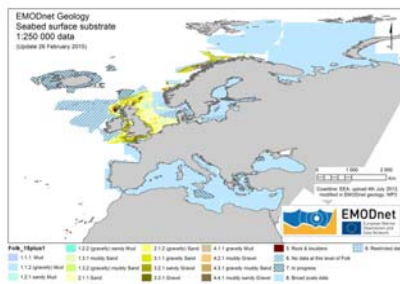 EMODnet Geology
Seabed surface substrate
1:250 000 data
(Update 26 February 2015)
Coastline: EEA, upload 4th July 2013,
modified in EMODnet geology, WP3
EMODnet
Folk_15plus1
1.1.1 Mud
1.1.2 (gravelly) Mud
1.2.1 sandy Mud
1.2.2 (gravelly) sandy Mud
1.3.1 muddy Sand
1.3.2 (gravelly) muddy Sand
2.1.1 Sand
2.1.2 (gravelly) Sand
3.1.1 gravelly Sand
3.2.1 sandy Gravel
3.3.1 Gravel
4.1.1 gravelly Mud
4.2.1 muddy Gravel
4.3.1 gravelly muddy Sand
4.4.1 muddy sandy Gravel
5. Rock & boulders
6. No data at this level of Folk
7. In progress
8. Broad scale data
9. Restricted data